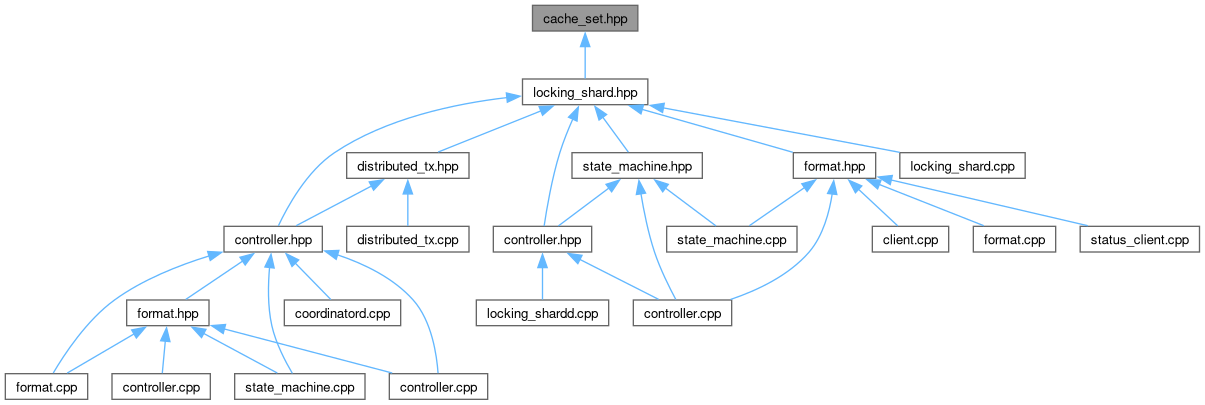 cache_set.hpp
locking_shard.hpp
distributed_tx.hpp
state_machine.hpp
format.hpp
locking_shard.cpp
controller.hpp
distributed_tx.cpp
controller.hpp
state_machine.cpp
client.cpp
format.cpp
status_client.cpp
format.hpp
coordinatord.cpp
locking_shardd.cpp
controller.cpp
format.cpp
controller.cpp
state_machine.cpp
controller.cpp